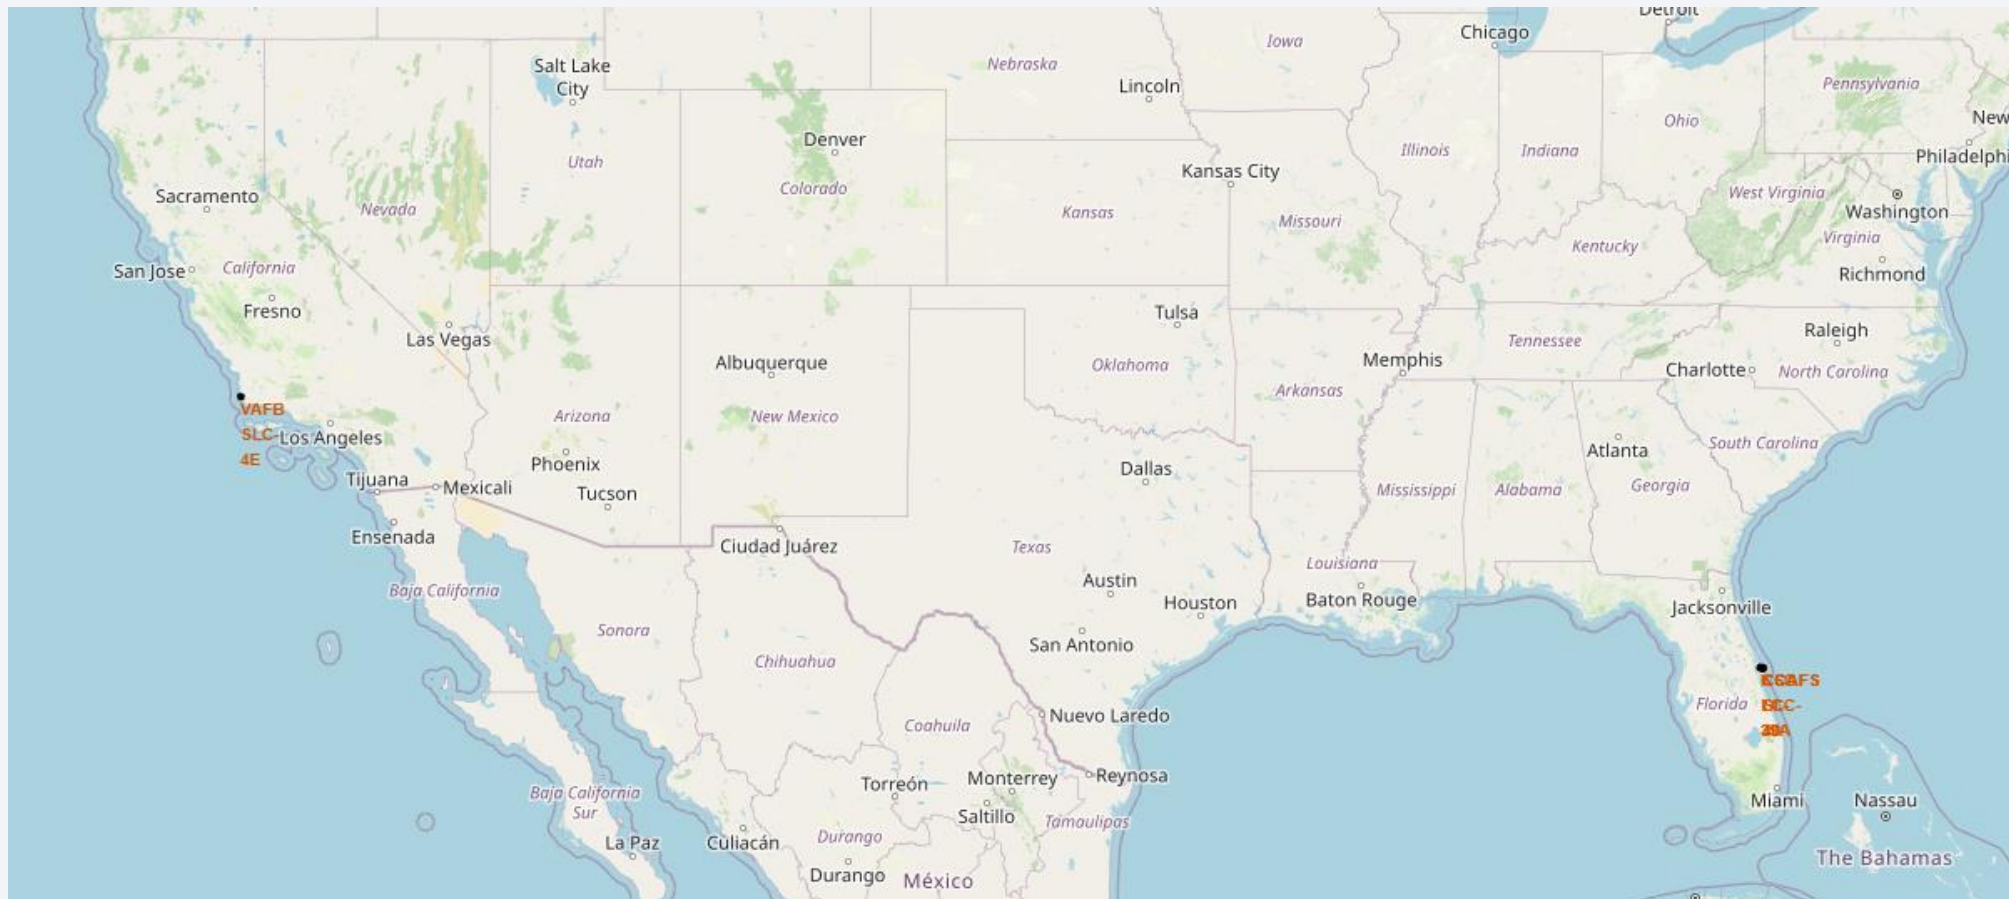 Detroit
Chicago
Iowa
Salt Lake
City
Nebraska
Lincoln
Pennsylvania
New
Ohio
Denver
Utah
Illinois
Indiana
Philadelphi
Kansas City
Colorado
Sacramento
Nevada
Kansas
Missouri
West Virginia
Washington
Virginia
Kentucky
San Jose
California
Richmond
Fresno
Tulsa
Las Vegas
Raleigh
Tennessee
Albuquerque
Memphis
Oklahoma
Charlotte
North Carolina
Arkansas
VAFB
SLC-
4E
Los Angeles
Arizona
New Mexico
South Carolina
Atlanta
Phoenix
Dallas
Tijuana
Mexicali
Tucson
Mississippi
Alabama
Georgia
Ensenada
Ciudad Juárez
Texas
Louisiana
Baja California
Austin
Houston
Baton Rouge
Jacksonville
Sonora
San Antonio
Chihuahua
Florida
Coahuila
Nuevo Laredo
Torreón
Monterrey
Reynosa
Baja California
Sur
Saltillo
Tamaulipas
Miami
Nassau
La Paz
Culiacán
Durango
Durango
México
The Bahamas